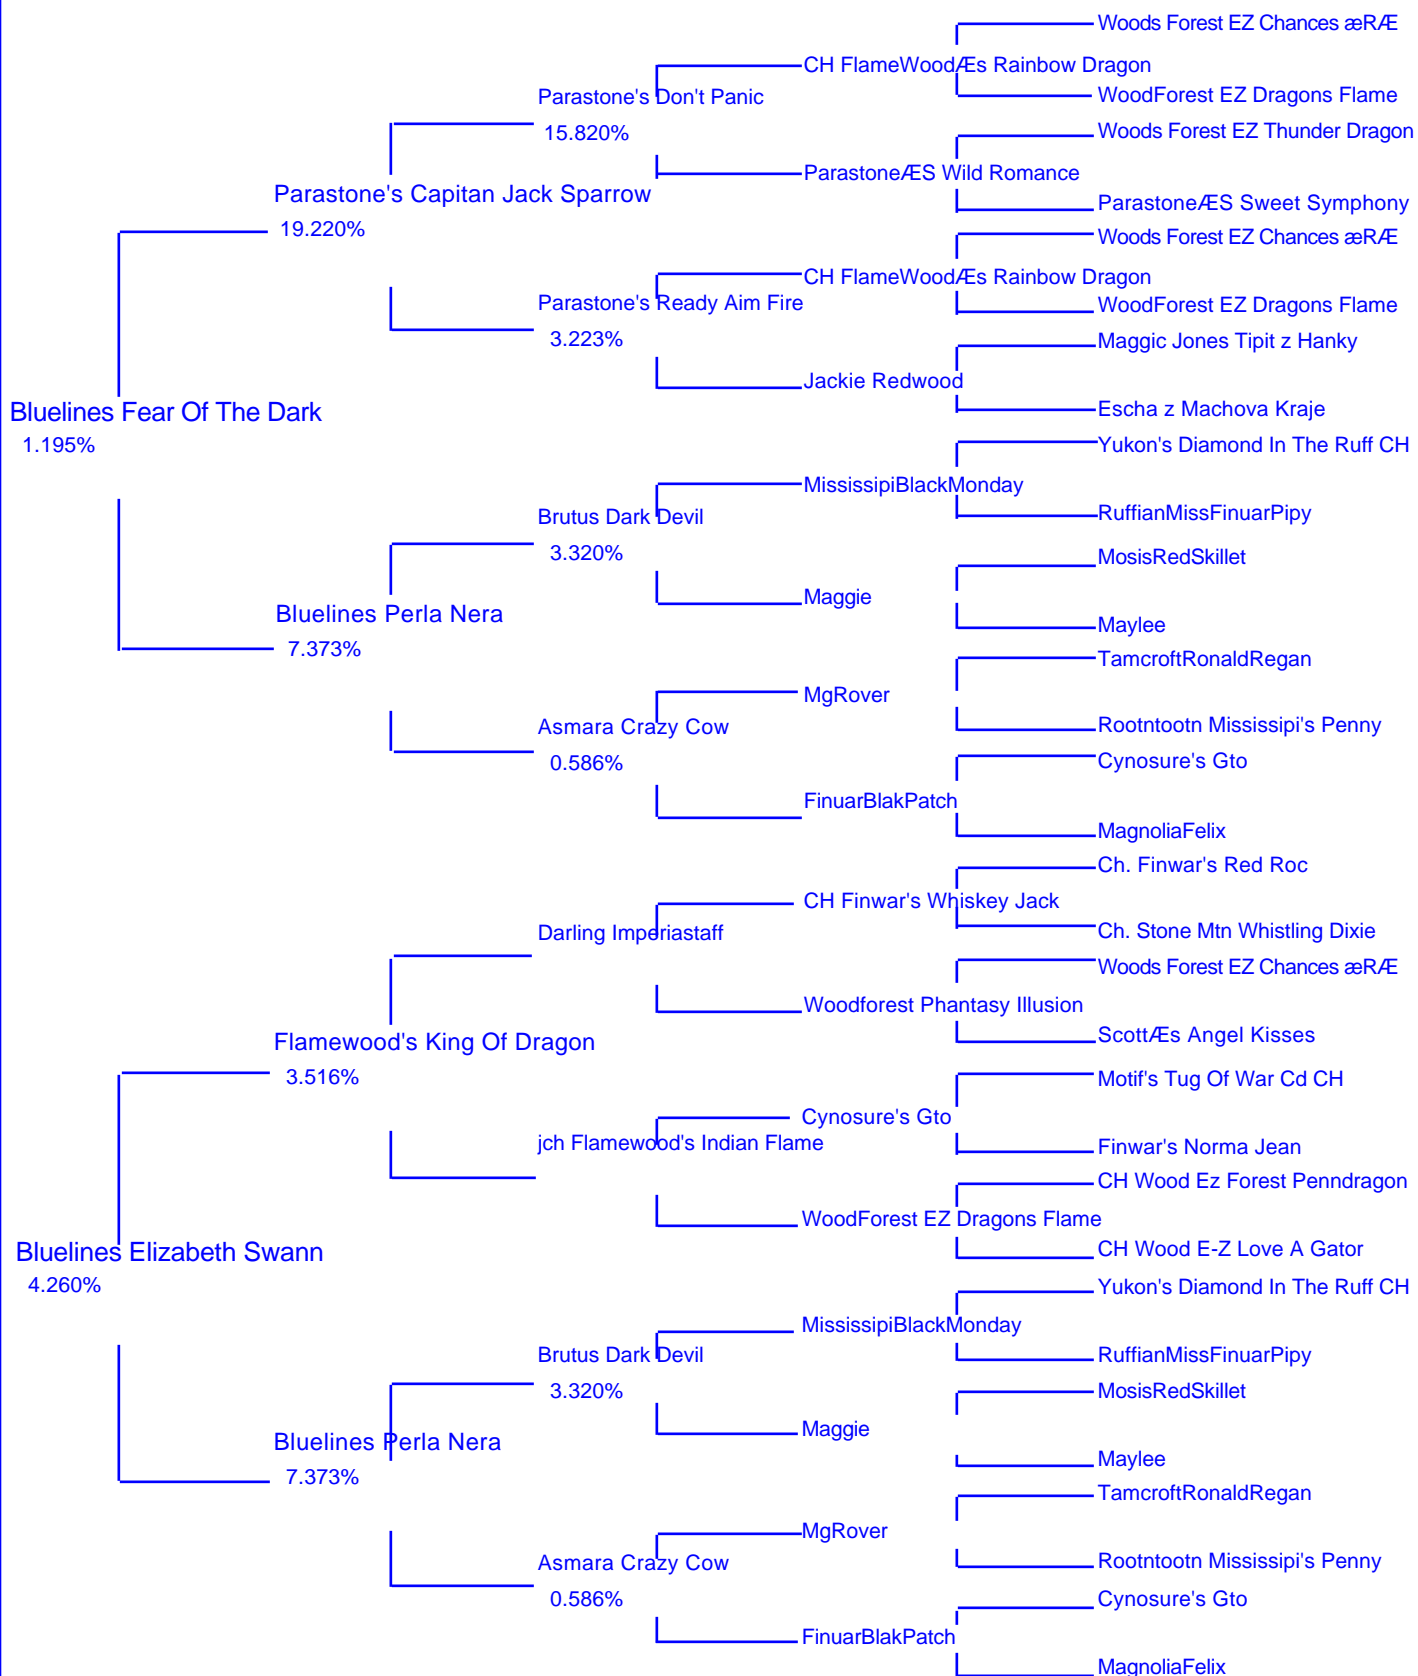 Woods Forest EZ Chances æRÆ
CH FlameWoodÆs Rainbow Dragon
Parastone's Don't Panic
WoodForest EZ Dragons Flame
15.820%
Woods Forest EZ Thunder Dragon
ParastoneÆS Wild Romance
Parastone's Capitan Jack Sparrow
ParastoneÆS Sweet Symphony
19.220%
Woods Forest EZ Chances æRÆ
CH FlameWoodÆs Rainbow Dragon
Parastone's Ready Aim Fire
WoodForest EZ Dragons Flame
3.223%
Maggic Jones Tipit z Hanky
Jackie Redwood
Bluelines Fear Of The Dark
Escha z Machova Kraje
1.195%
Yukon's Diamond In The Ruff CH
MississipiBlackMonday
Brutus Dark Devil
RuffianMissFinuarPipy
3.320%
MosisRedSkillet
Maggie
Bluelines Perla Nera
Maylee
7.373%
TamcroftRonaldRegan
MgRover
Asmara Crazy Cow
Rootntootn Mississipi's Penny
0.586%
Cynosure's Gto
FinuarBlakPatch
MagnoliaFelix
Ch. Finwar's Red Roc
CH Finwar's Whiskey Jack
Darling Imperiastaff
Ch. Stone Mtn Whistling Dixie
Woods Forest EZ Chances æRÆ
Woodforest Phantasy Illusion
Flamewood's King Of Dragon
ScottÆs Angel Kisses
3.516%
Motif's Tug Of War Cd CH
Cynosure's Gto
jch Flamewood's Indian Flame
Finwar's Norma Jean
CH Wood Ez Forest Penndragon
WoodForest EZ Dragons Flame
Bluelines Elizabeth Swann
CH Wood E-Z Love A Gator
4.260%
Yukon's Diamond In The Ruff CH
MississipiBlackMonday
Brutus Dark Devil
RuffianMissFinuarPipy
3.320%
MosisRedSkillet
Maggie
Bluelines Perla Nera
Maylee
7.373%
TamcroftRonaldRegan
MgRover
Asmara Crazy Cow
Rootntootn Mississipi's Penny
0.586%
Cynosure's Gto
FinuarBlakPatch
MagnoliaFelix